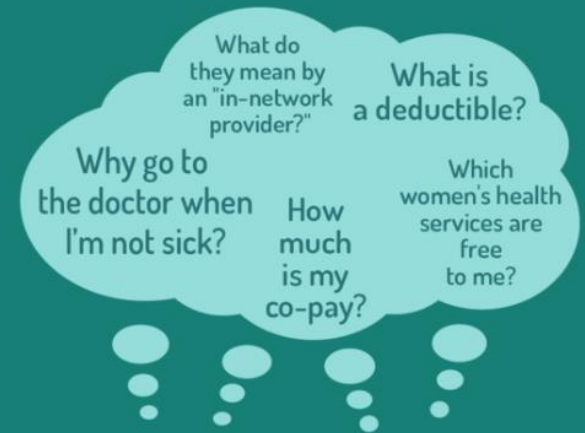 What do
they mean by
an "in-network
provider?"
What is
a deductible?
Why go to
the doctor when
I'm not sick?
How
much
is my
co-pay?
Which
women's health
services are
free
to me?